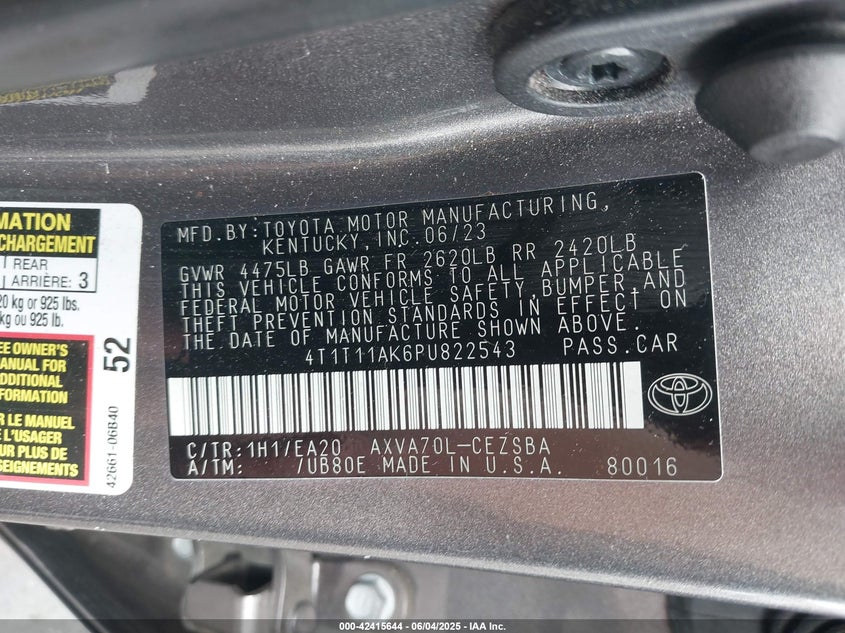 MATION
CHARGEMENT
REAR
ARRIÈRE: 3
20 kg or 925 lbs.
kg ou 925 lb.
EE OWNER'S
MANUAL FOR
ADDITIONAL
FORMATION
R LE MANUEL
E L'USAGER
OUR PLUS DE
52
42661-06B40
MFD. BY: TOYOTA MOTOR MANUFACTURING,
KENTUCKY, INC. 06/23
GVWR 4475LB GAWR FR 2620LB RR 2420LB
THIS VEHICLE CONFORMS TO ALL APPLICABLE
FEDERAL MOTOR VEHICLE SAFETY, BUMPER, AND
THEFT PREVENTION STANDARDS IN EFFECT ON
THE DATE OF MANUFACTURE SHOWN ABOVE.
4T1T11AK6PU822543 PASS. CAR
C/TR: 1H1/EA20 AXVA70L-CEZSBA
A/TM: /UB80E MADE IN U.S.A. 80016
000-42415644 - 06/04/2025 - IAA Inc.